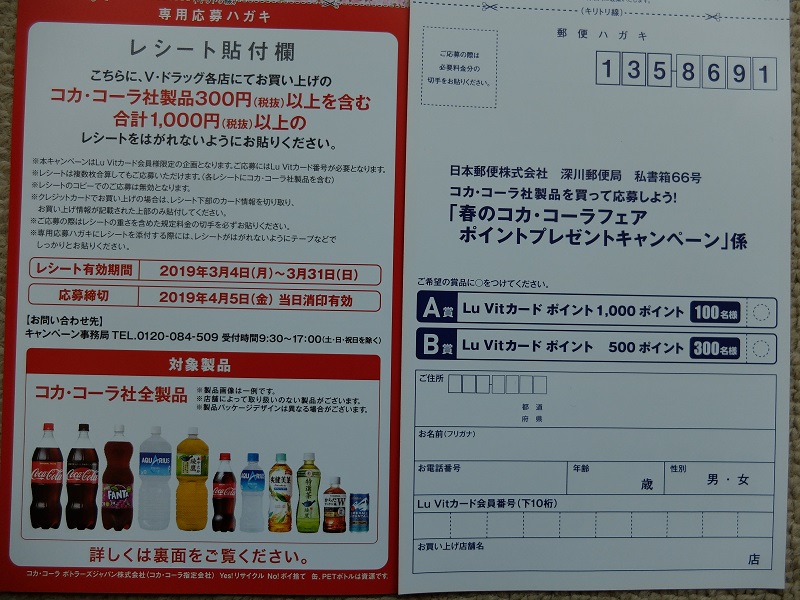 (キリトリ線)
専用応募ハガキ
レシート貼付欄
こちらに、V・ドラッグ各店にてお買い上げの
コカ・コーラ社製品300円(税抜)以上を含む
合計1,000円(税抜)以上の
レシートをはがれないようにお貼りください。
※本キャンペーンはLu Vitカード会員様限定の企画となります。ご応募にはLu Vitカード番号が必要となります。
※レシートは複数枚合算してもご応募いただけます。(各レシートにコカ・コーラ社製品を含む)
※レシートのコピーでのご応募は無効となります。
※クレジットカードでお買い上げの場合は、レシート下部のカード情報を切り取り、
お買い上げ情報が記載された上部のみ貼付してください。
※ご応募の際はレシートの重さを含めた規定料金の切手を必ずお貼りください。
※専用応募ハガキにレシートを添付する際には、レシートがはがれないようにテープなどで
しっかりとお貼りください。
レシート有効期間 2019年3月4日(月)〜3月31日(日)
応募締切 2019年4月5日(金) 当日消印有効
【お問い合わせ先】
キャンペーン事務局 TEL.0120-084-509 受付時間9:30〜17:00(土・日・祝日を除く)
対象製品
コカ・コーラ社全製品
※製品画像は一例です。
※店舗によって取り扱いのない製品がございます。
※製品パッケージデザインは異なる場合がございます。
Coca-Cola
Coca-Cola
FANTA
AQUARIUS
綾鷹
Coca-Cola
AQUARIUS
爽健美茶
特選茶
からだすこやか茶W
詳しくは裏面をご覧ください。
コカ・コーラ ボトラーズジャパン株式会社(コカ・コーラ指定会社) Yes!リサイクル No!ポイ捨て 缶、PETボトルは資源です。
(キリトリ線)
郵便ハガキ
ご応募の際は
必要料金分の
切手をお貼りください。
135-8691
日本郵便株式会社 深川郵便局 私書箱66号
コカ・コーラ社製品を買って応募しよう!
「春のコカ・コーラフェア
ポイントプレゼントキャンペーン」係
ご希望の賞品に○をつけてください。
A賞 Lu Vitカード ポイント1,000 ポイント 100名様
B賞 Lu Vitカード ポイント 500 ポイント 300名様
ご住所
都 道
府 県
お名前(フリガナ)
お電話番号 年齢 歳 性別 男・女
Lu Vitカード会員番号(下10桁)
お買い上げ店舗名
店